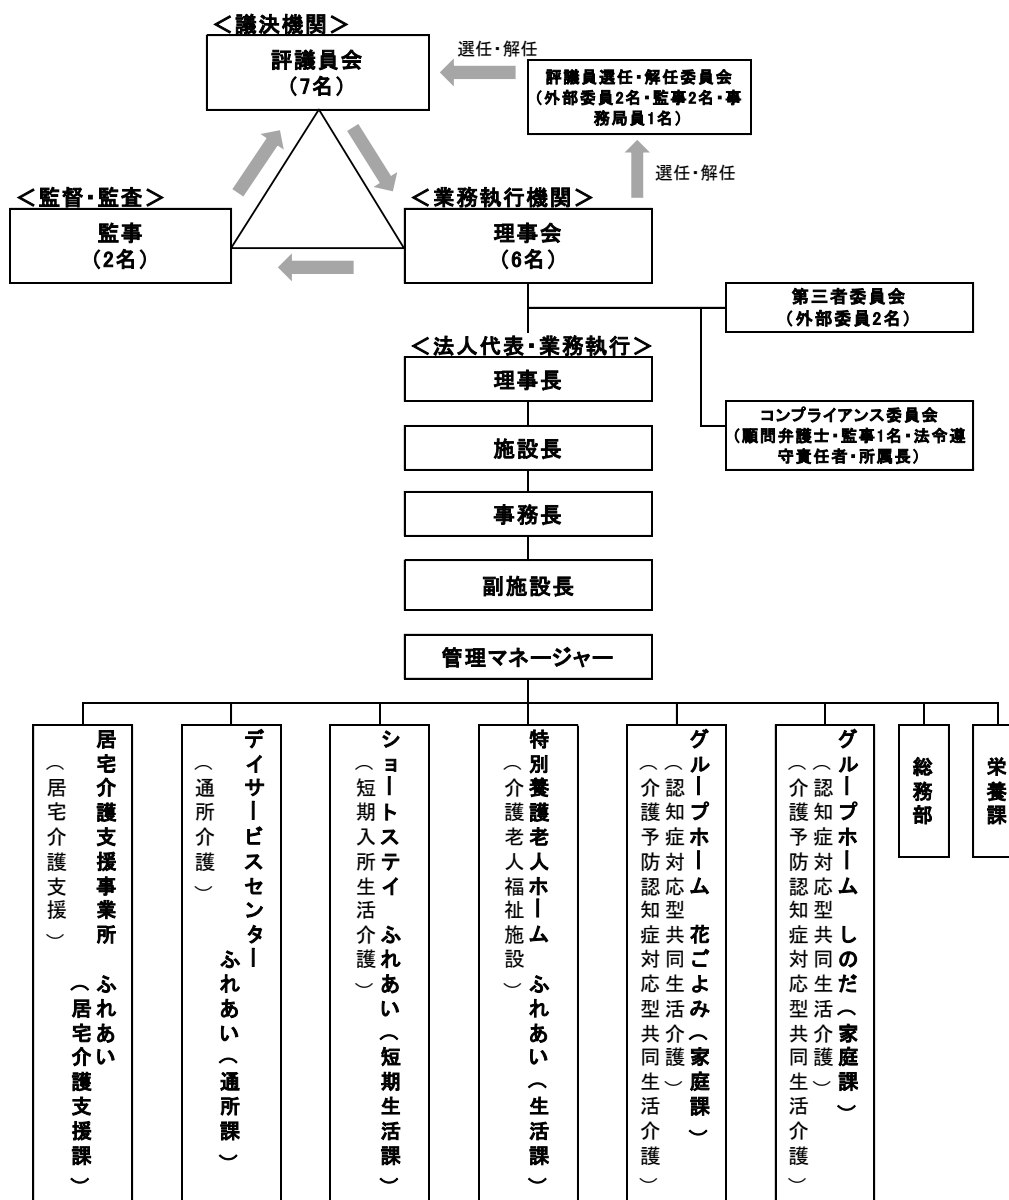 ＜議決機関＞
評議員会
(7名)
選任・解任
評議員選任・解任委員会
(外部委員2名・監事2名・事
務局員1名)
選任・解任
＜監督・監査＞
監事
(2名)
＜業務執行機関＞
理事会
(6名)
第三者委員会
(外部委員2名)
＜法人代表・業務執行＞
理事長
コンプライアンス委員会
(顧問弁護士・監事1名・法令遵
守責任者・所属長)
施設長
事務長
副施設長
管理マネージャー
居宅介護支援事業所　ふれあい
(居宅介護支援課)
(居宅介護支援)
デイサービスセンター
ふれあい(通所課)
(通所介護)
ショートステイ　ふれあい(短期生活課)
(短期入所生活介護)
特別養護老人ホーム　ふれあい(生活課)
(介護老人福祉施設)
グループホーム　花ごよみ(家庭課)
(認知症対応型共同生活介護)
(介護予防認知症対応型共同生活介護)
グループホーム　しのだ(家庭課)
(認知症対応型共同生活介護)
(介護予防認知症対応型共同生活介護)
総務部
栄養課